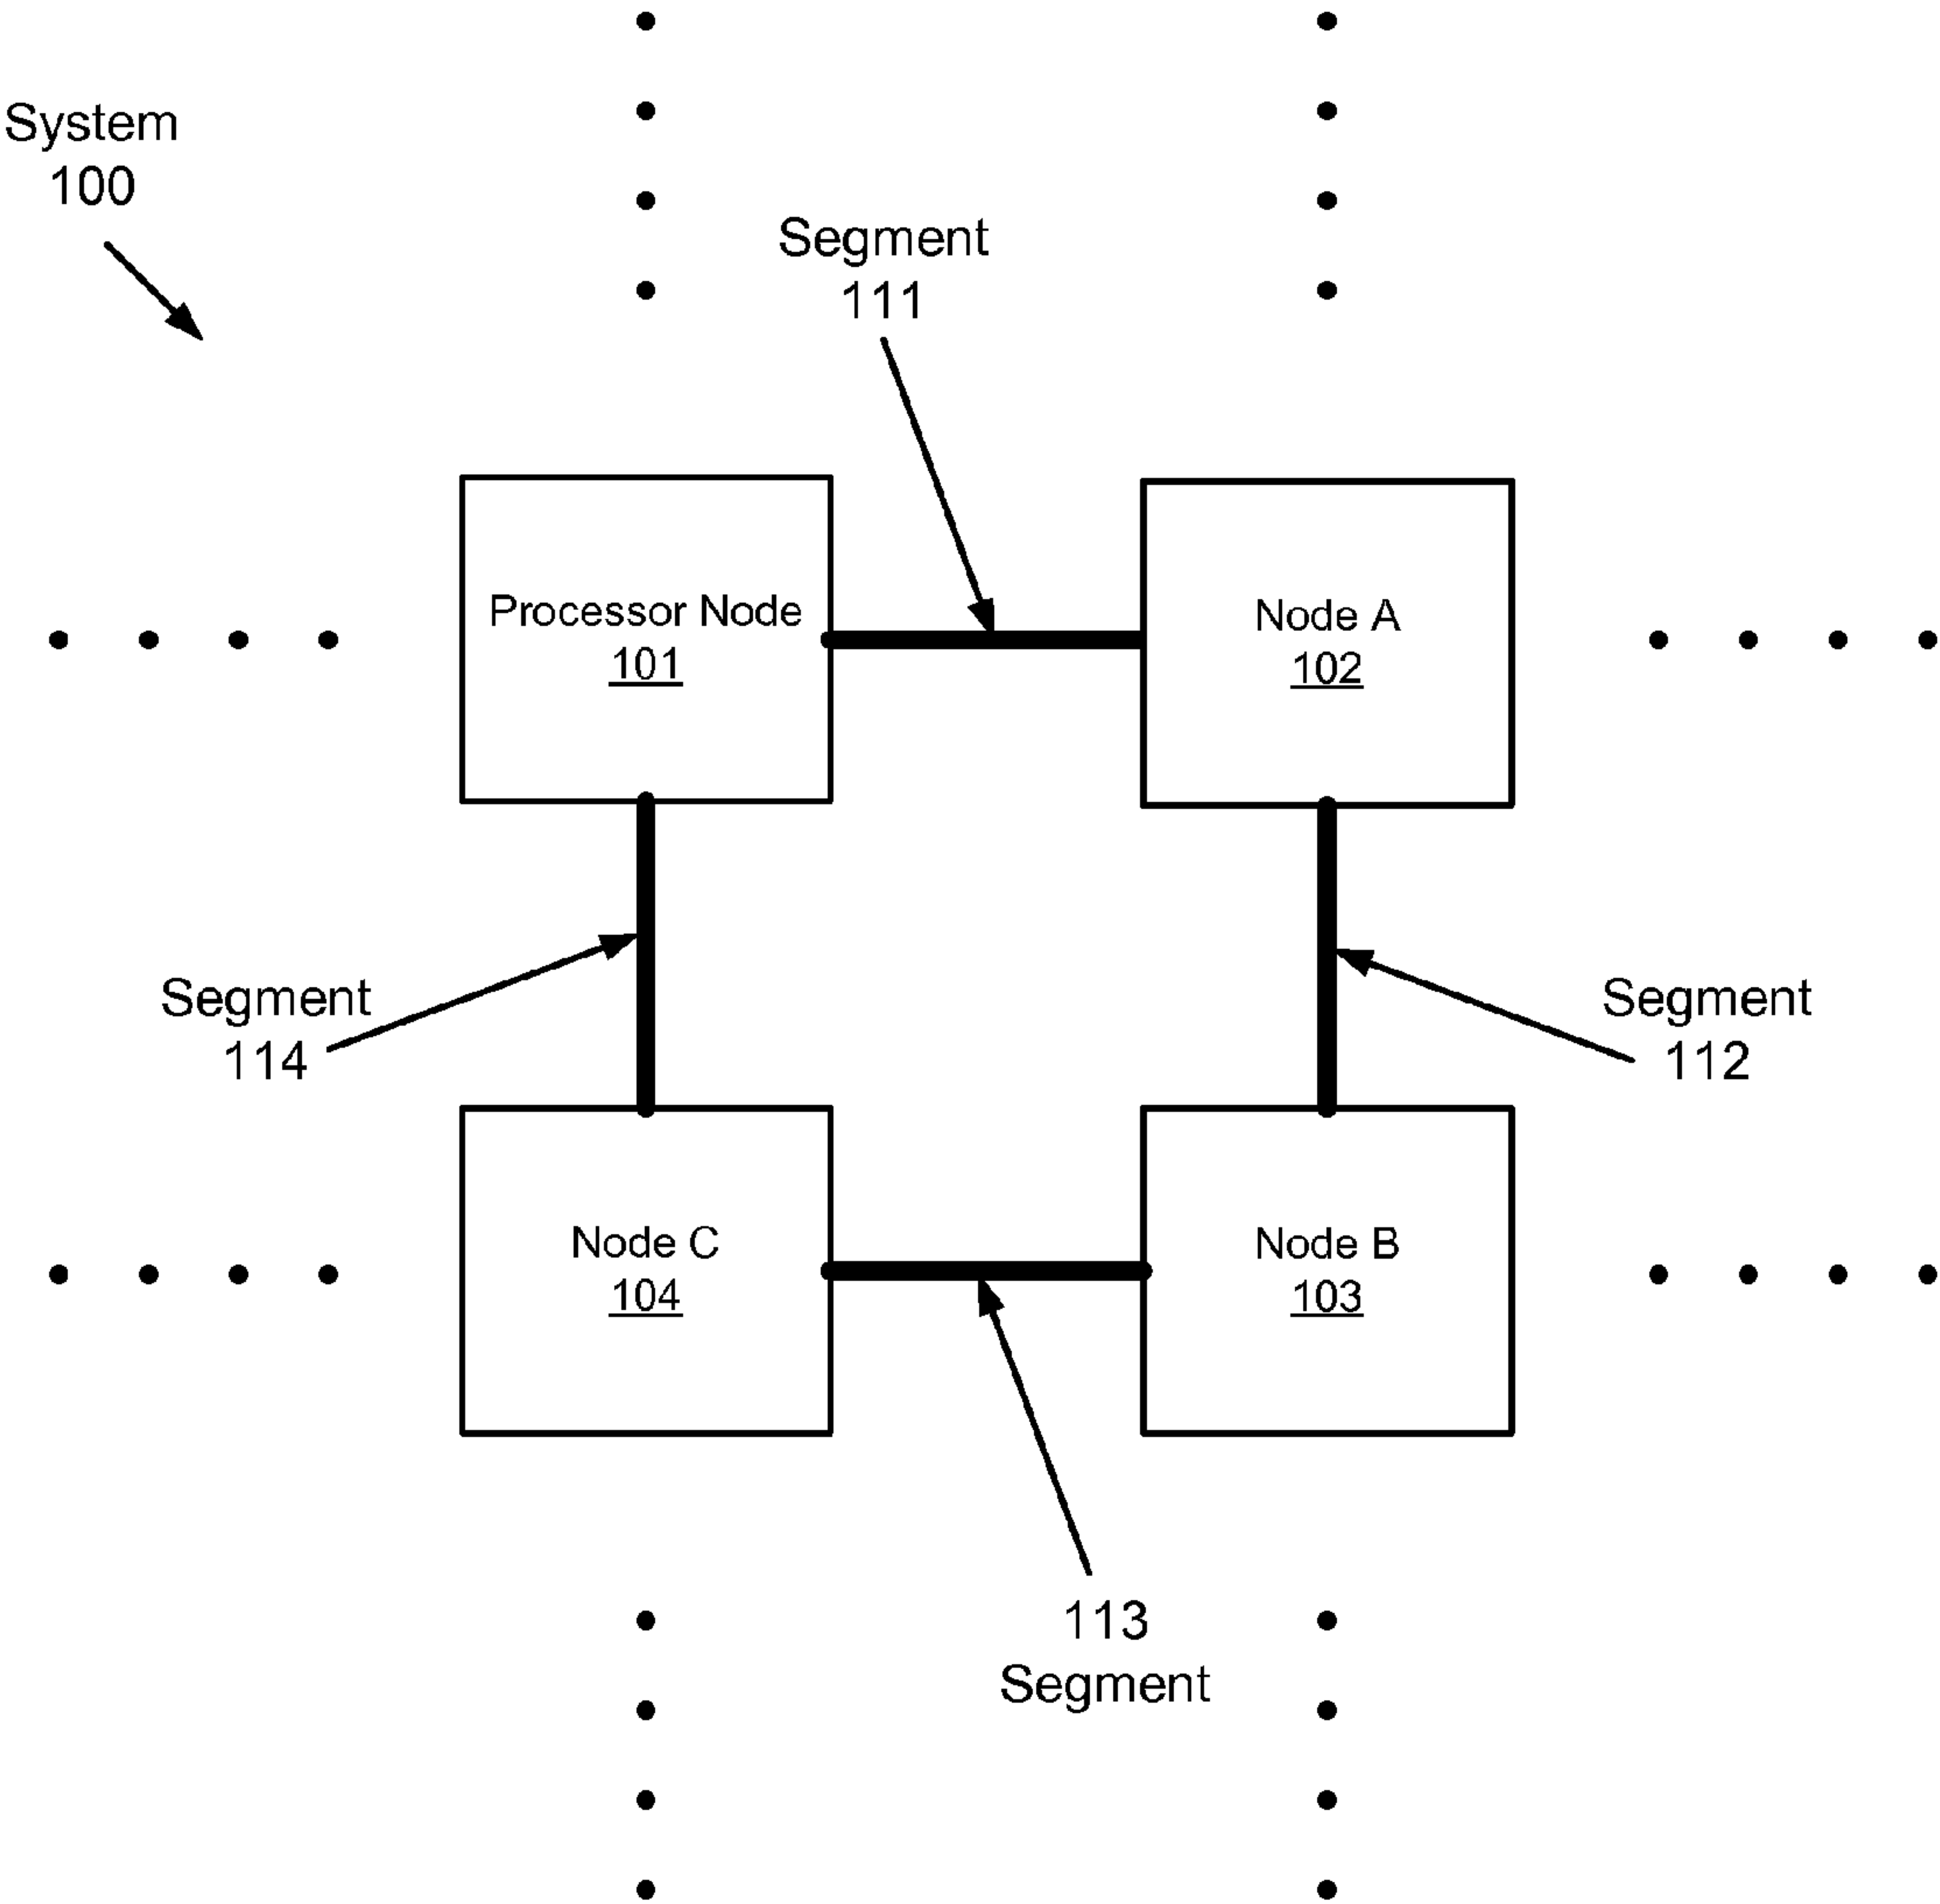 System
100
Segment
111
Processor Node
101
Node A
102
Segment
114
Segment
112
Node C
104
Node B
103
113
Segment